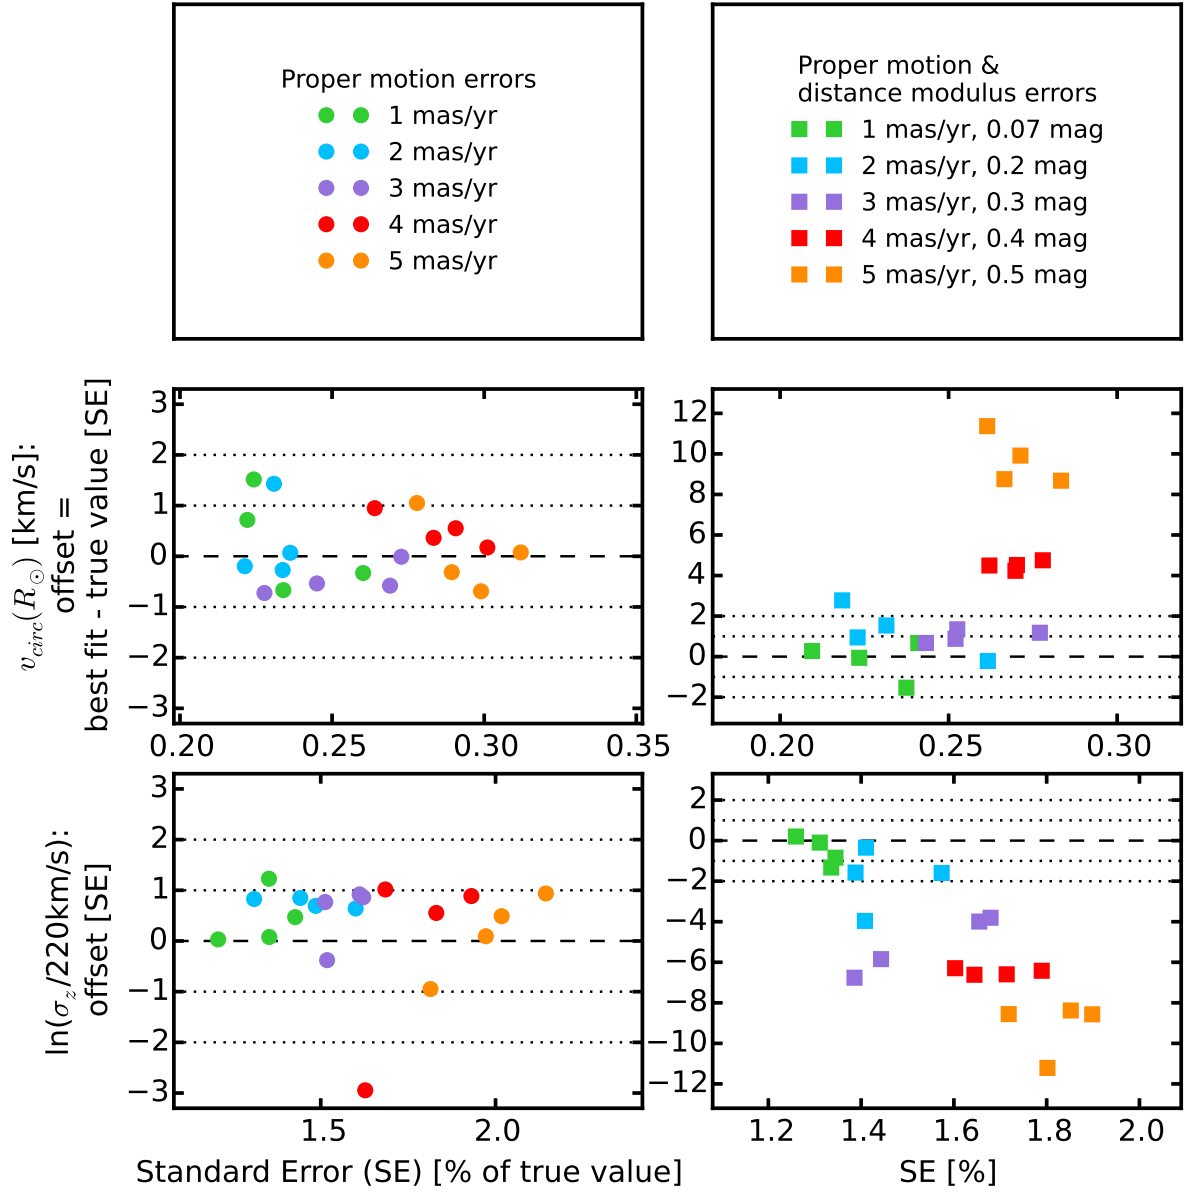 Proper motion errors
1 mas/yr
2 mas/yr
3 mas/yr
4 mas/yr
5 mas/yr
Proper motion &
distance modulus errors
1 mas/yr, 0.07 mag
2 mas/yr, 0.2 mag
3 mas/yr, 0.3 mag
4 mas/yr, 0.4 mag
5 mas/yr, 0.5 mag
v_{circ}(R_⊙) [km/s]:
offset =
best fit - true value [SE]
3
2
1
0
−1
−2
−3
0.20 0.25 0.30 0.35
12
10
8
6
4
2
0
−2
0.20 0.25 0.30
ln(σ_z/220km/s):
offset [SE]
3
2
1
0
−1
−2
−3
1.5 2.0
Standard Error (SE) [% of true value]
2
0
−2
−4
−6
−8
−10
−12
1.2 1.4 1.6 1.8 2.0
SE [%]